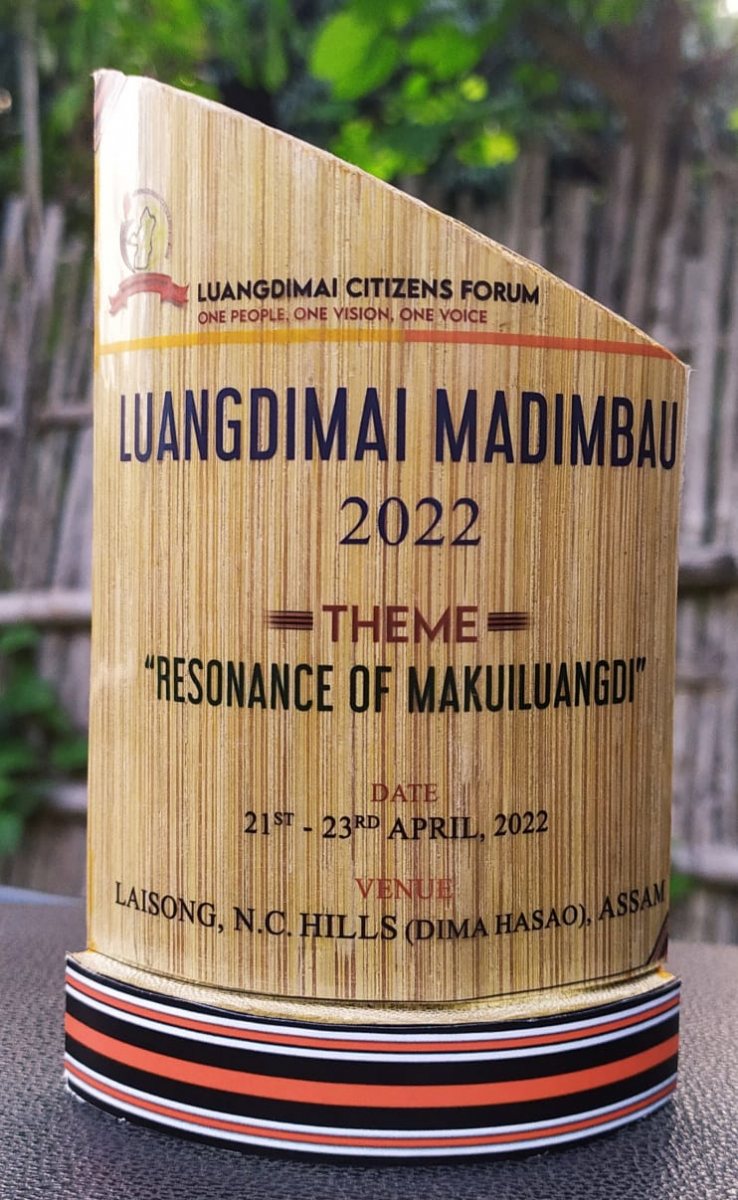 LUANGDIMAI CITIZENS FORUM
ONE PEOPLE, ONE VISION, ONE VOICE
LUANGDIMAI MADIMBAU
2022
THEME
“RESONANCE OF MAKUILUANGDI”
DATE
21ST - 23RD APRIL, 2022
VENUE
LAISONG, N.C. HILLS (DIMA HASAO), ASSAM